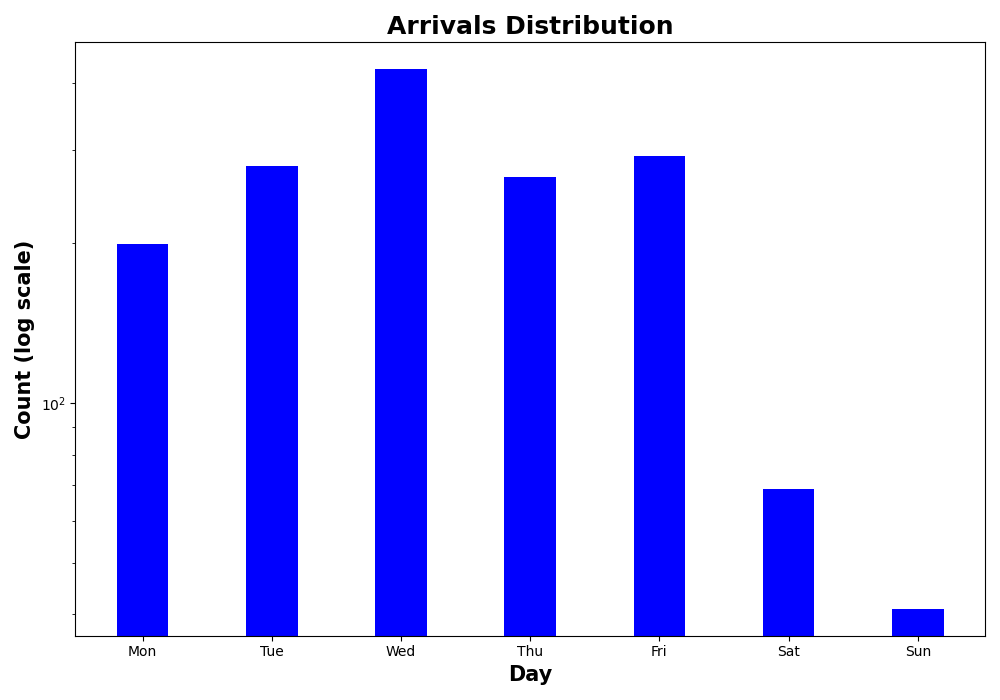 Arrivals Distribution
Count (log scale)
10²
Mon Tue Wed Thu Fri Sat Sun
Day